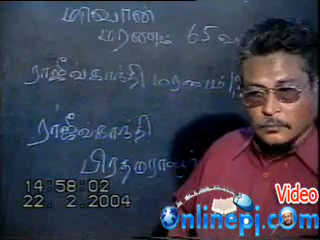 மிவான்
மரணம் 65 வ
ராஜீவ்காந்தி மரணம்
ராஜீவ்காந்தி
பிரதமரா
14:58:02
22. 2.2004
Video
Onlinepj.com